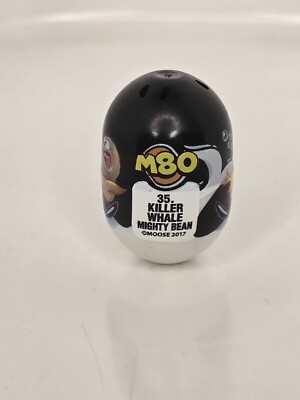 M80
35.
KILLER
WHALE
MIGHTY BEAN
©MOOSE 2017